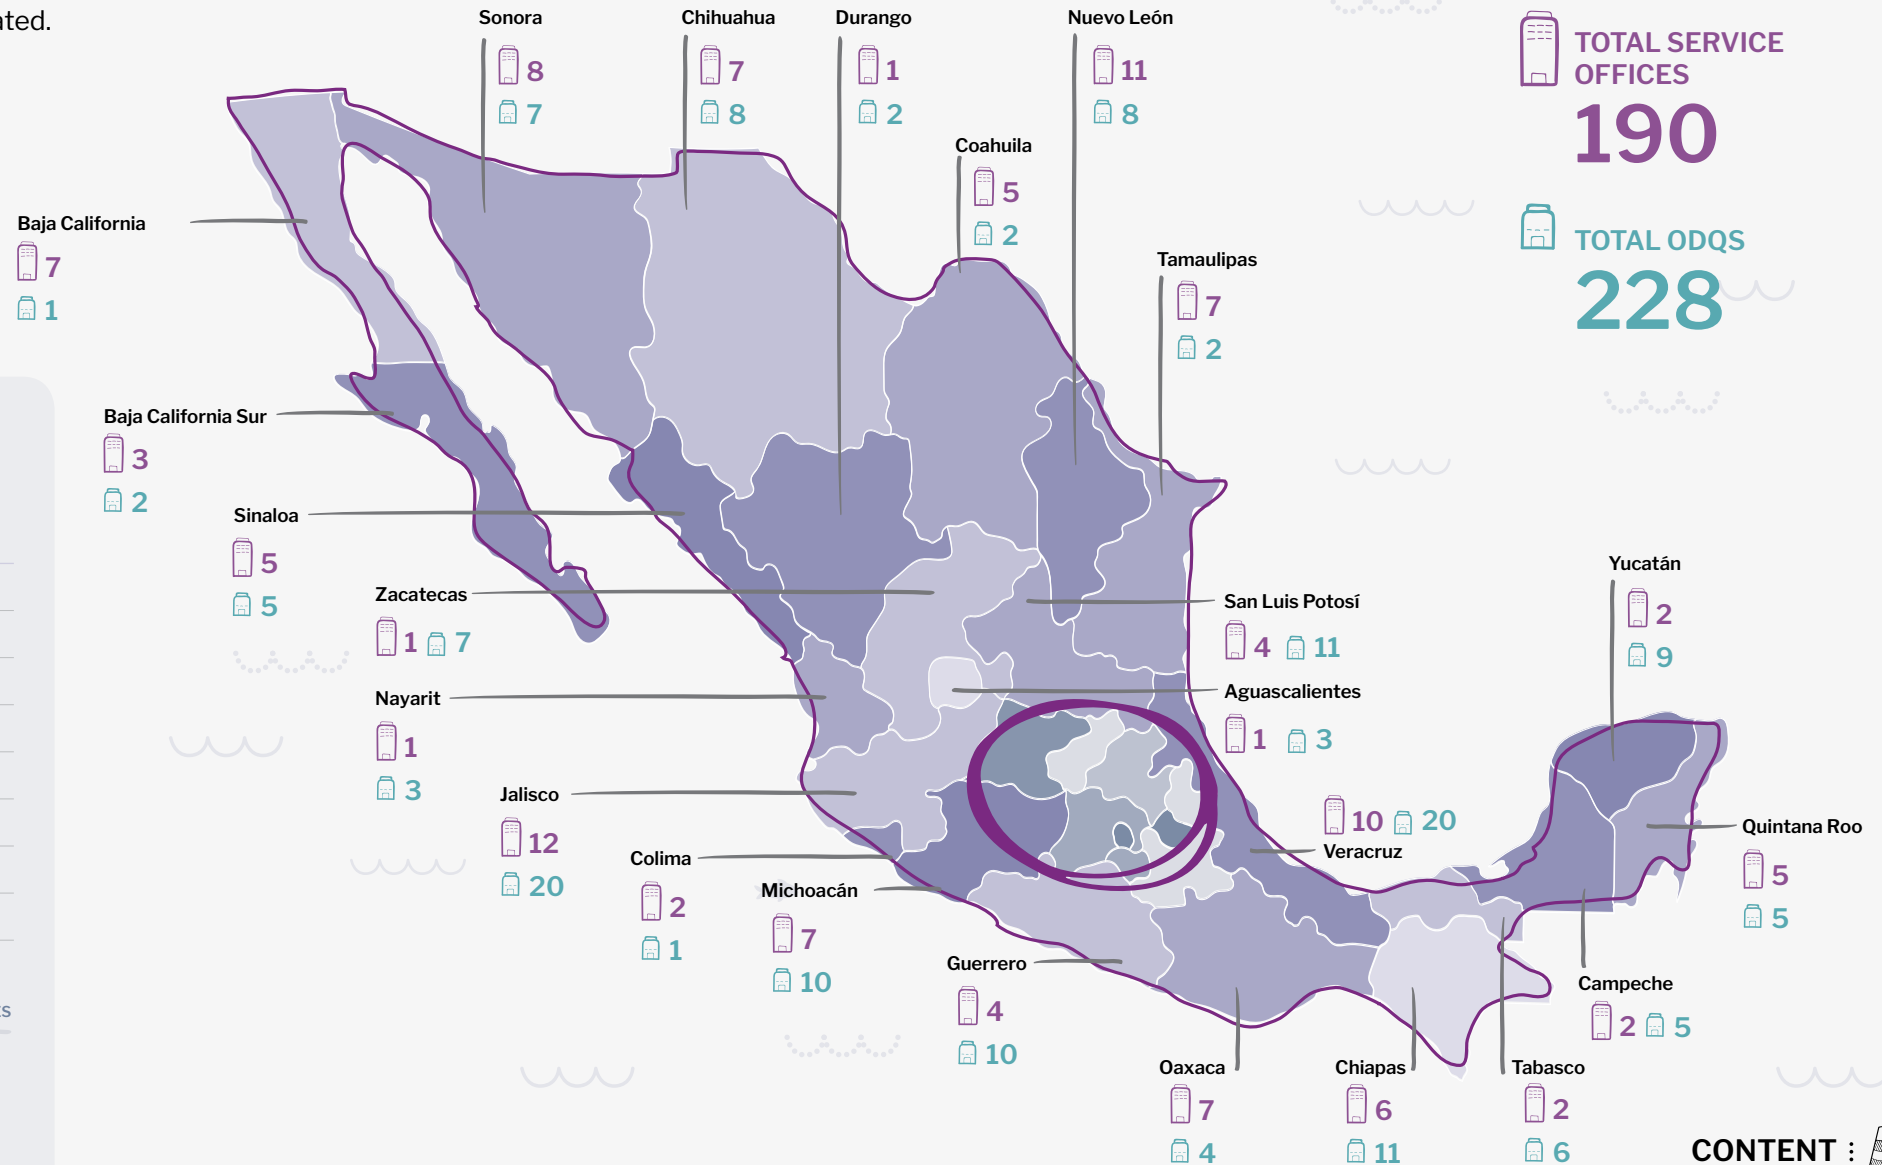 ated.
Sonora
8
7
Chihuahua
7
8
Durango
1
2
Nuevo León
11
8
TOTAL SERVICE
OFFICES
190
TOTAL ODQS
228
Coahuila
5
2
Baja California
7
1
Tamaulipas
7
2
Baja California Sur
3
2
Sinaloa
5
5
Zacatecas
1 7
San Luis Potosí
4 11
Yucatán
2
9
Nayarit
1
3
Aguascalientes
1 3
Jalisco
12
20
10 20
Veracruz
Quintana Roo
5
5
Colima
2
1
Michoacán
7
10
Guerrero
4
10
Campeche
2 5
Oaxaca
7
4
Chiapas
6
11
Tabasco
2
6
CONTENT :